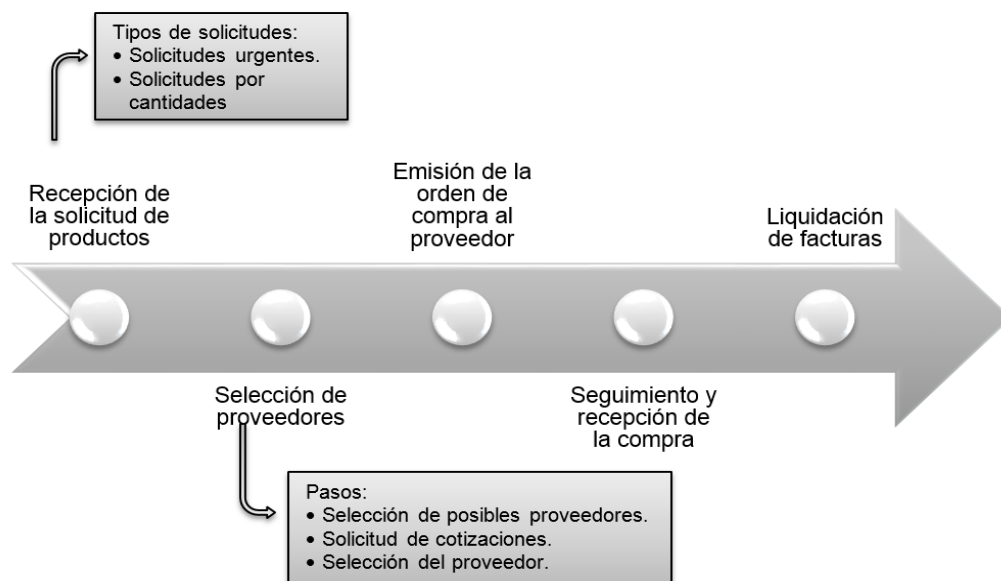 Tipos de solicitudes:
• Solicitudes urgentes.
• Solicitudes por
cantidades
Recepción de
la solicitud de
productos
Emisión de la
orden de
compra al
proveedor
Liquidación
de facturas
Selección de
proveedores
Seguimiento y
recepción de
la compra
Pasos:
• Selección de posibles proveedores.
• Solicitud de cotizaciones.
• Selección del proveedor.